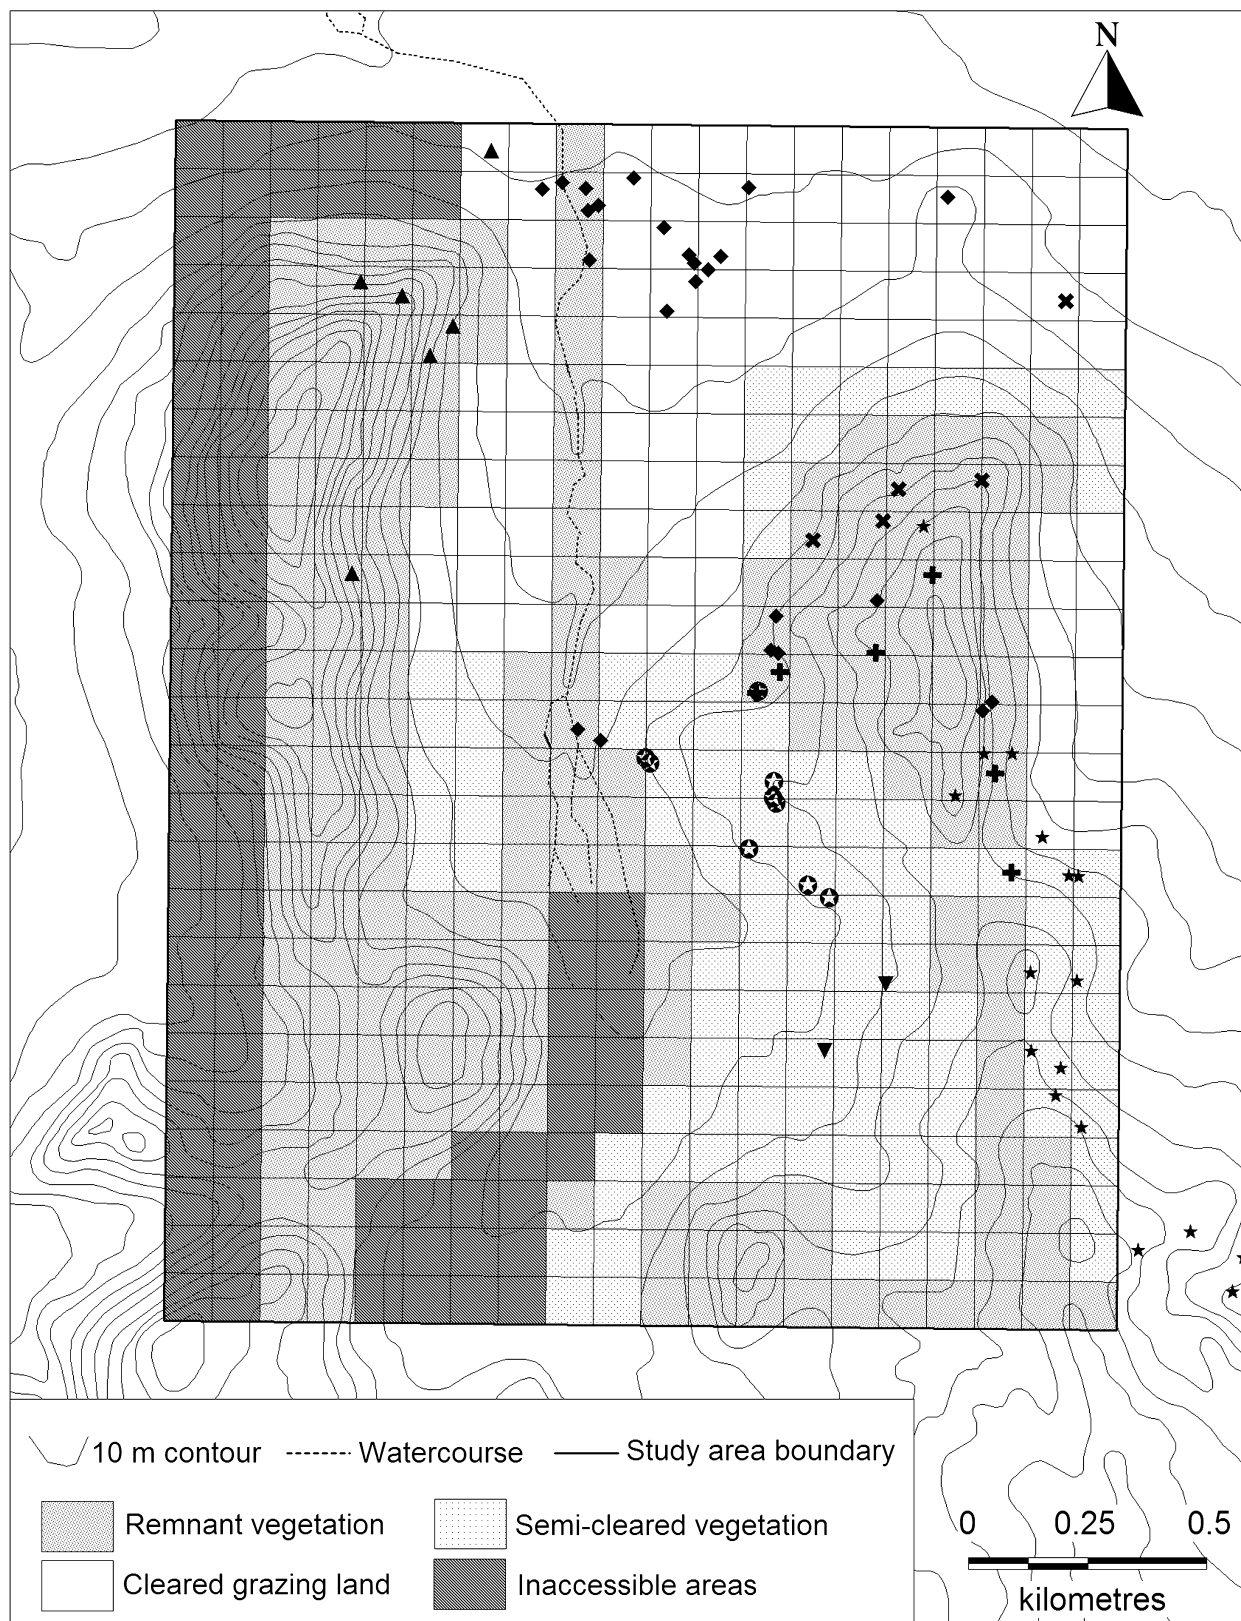 N
10 m contour Watercourse Study area boundary
Remnant vegetation Semi-cleared vegetation
Cleared grazing land Inaccessible areas
0 0.25 0.5
kilometres